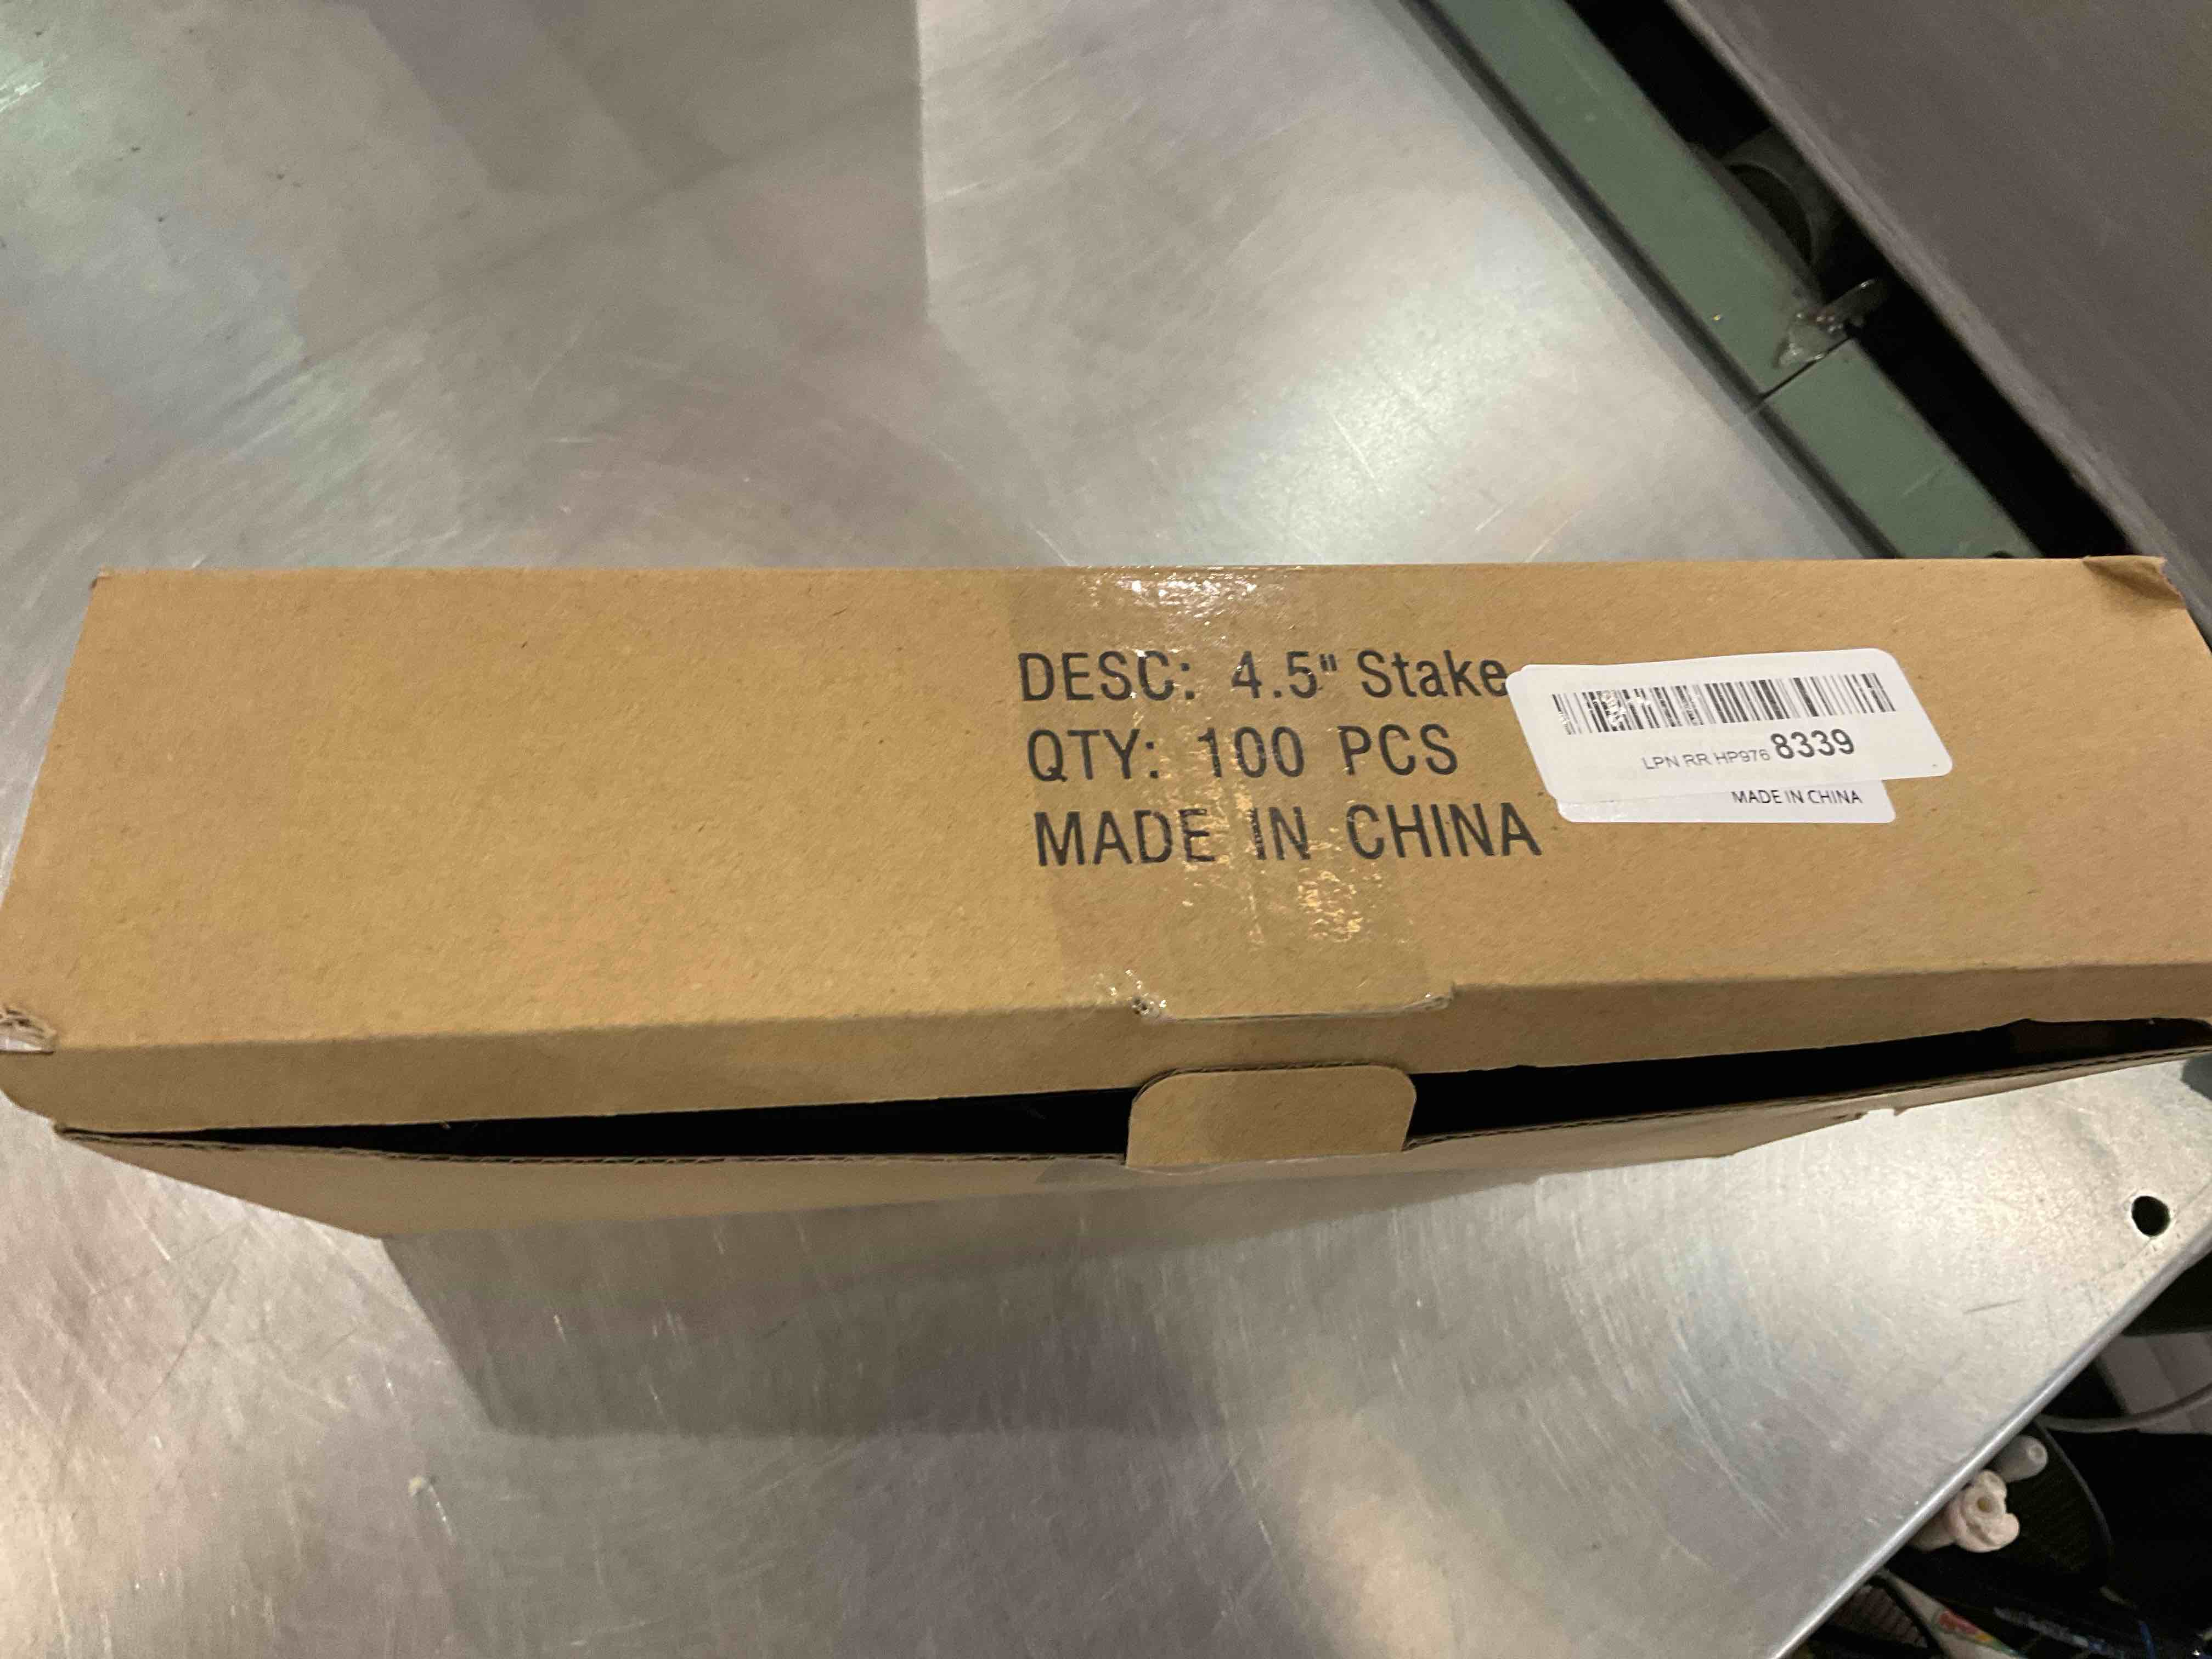 DESC: 4.5" Stake
QTY: 100 PCS
MADE IN CHINA
LPN RR HP976 8339
MADE IN CHINA